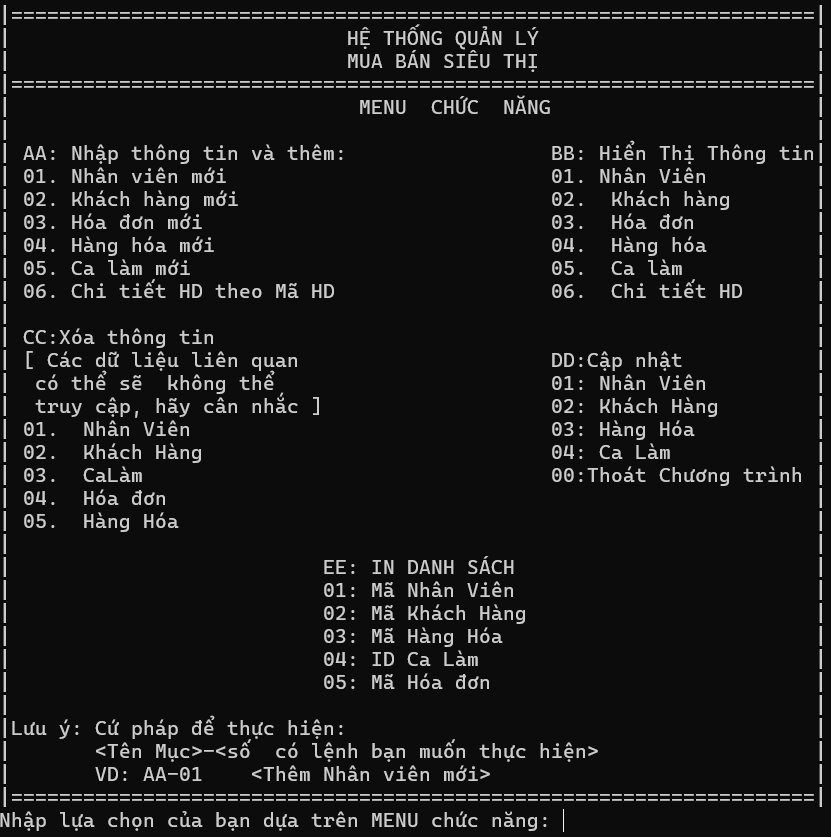 |===================================================================|
HỆ THỐNG QUẢN LÝ
MUA BÁN SIÊU THỊ
|===================================================================|
MENU  CHỨC  NĂNG
AA: Nhập thông tin và thêm:                 BB: Hiển Thị Thông tin
01. Nhân viên mới                           01. Nhân Viên
02. Khách hàng mới                          02.  Khách hàng
03. Hóa đơn mới                             03.  Hóa đơn
04. Hàng hóa mới                            04.  Hàng hóa
05. Ca làm mới                              05.  Ca làm
06. Chi tiết HD theo Mã HD                  06.  Chi tiết HD
CC:Xóa thông tin
[ Các dữ liệu liên quan                     DD:Cập nhật
có thể sẽ  không thể                       01: Nhân Viên
truy cập, hãy cân nhắc ]                   02: Khách Hàng
01.  Nhân Viên                              03: Hàng Hóa
02.  Khách Hàng                             04: Ca Làm
03.  CaLàm                                  00:Thoát Chương trình
04.  Hóa đơn
05.  Hàng Hóa
EE: IN DANH SÁCH
01: Mã Nhân Viên
02: Mã Khách Hàng
03: Mã Hàng Hóa
04: ID Ca Làm
05: Mã Hóa đơn
Lưu ý: Cứ pháp để thực hiện:
<Tên Mục>-<số  có lệnh bạn muốn thực hiện>
VD: AA-01    <Thêm Nhân viên mới>
|===================================================================|
Nhập lựa chọn của bạn dựa trên MENU chức năng: